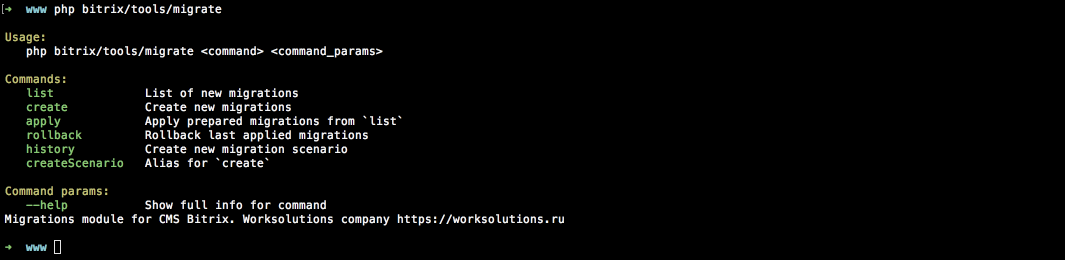 [➜ www php bitrix/tools/migrate
Usage:
php bitrix/tools/migrate <command> <command_params>
Commands:
list List of new migrations
create Create new migrations
apply Apply prepared migrations from `list`
rollback Rollback last applied migrations
history Create new migration scenario
createScenario Alias for `create`
Command params:
--help Show full info for command
Migrations module for CMS Bitrix. Worksolutions company https://worksolutions.ru
➜ www